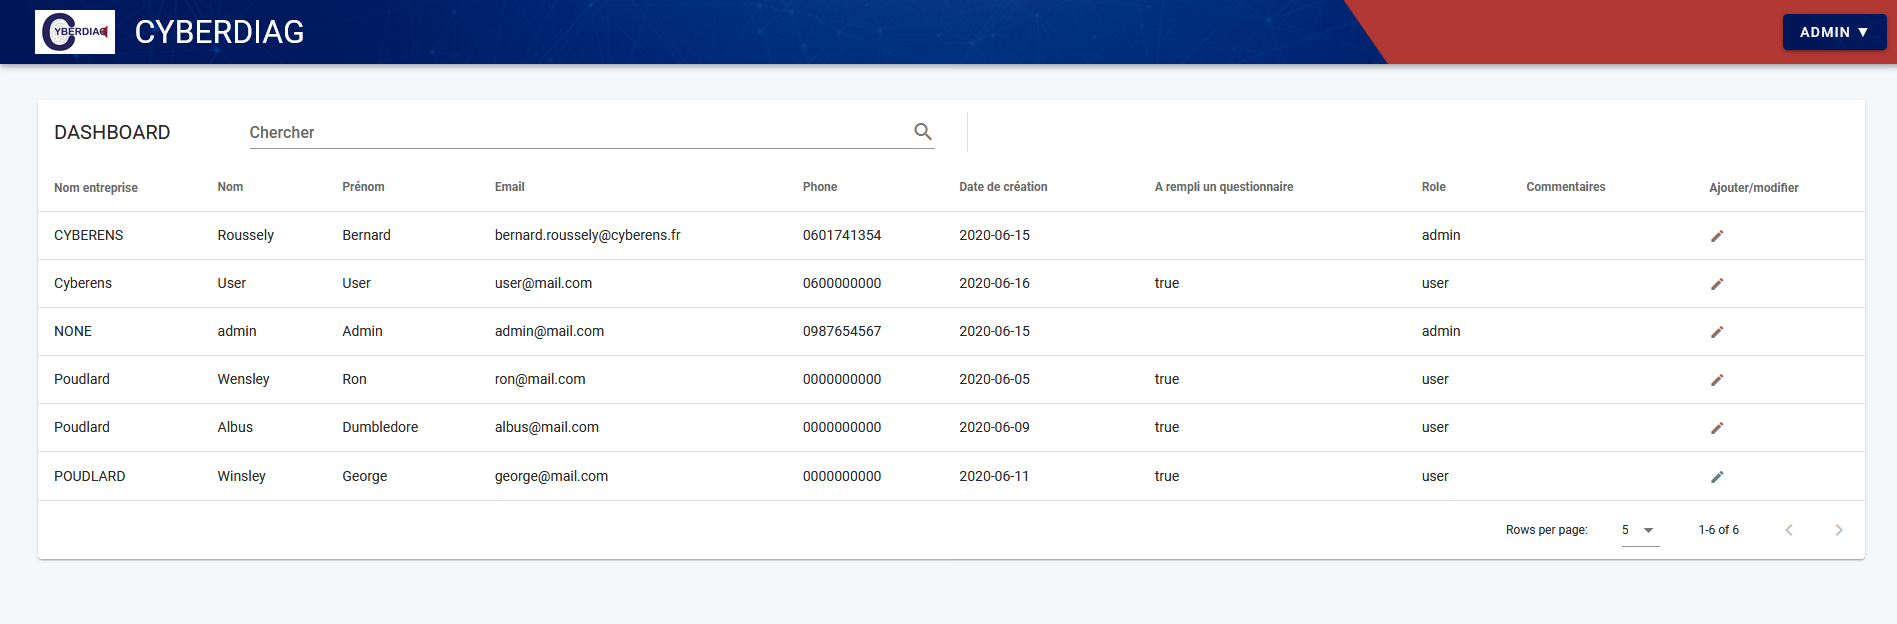 YBERDIAG CYBERDIAG ADMIN ▼
DASHBOARD Chercher
Nom entreprise Nom Prénom Email Phone Date de création A rempli un questionnaire Role Commentaires Ajouter/modifier
CYBERENS Roussely Bernard bernard.roussely@cyberens.fr 0601741354 2020-06-15 admin
Cyberens User User user@mail.com 0600000000 2020-06-16 true user
NONE admin Admin admin@mail.com 0987654567 2020-06-15 admin
Poudlard Wensley Ron ron@mail.com 0000000000 2020-06-05 true user
Poudlard Albus Dumbledore albus@mail.com 0000000000 2020-06-09 true user
POUDLARD Winsley George george@mail.com 0000000000 2020-06-11 true user
Rows per page: 5 1-6 of 6